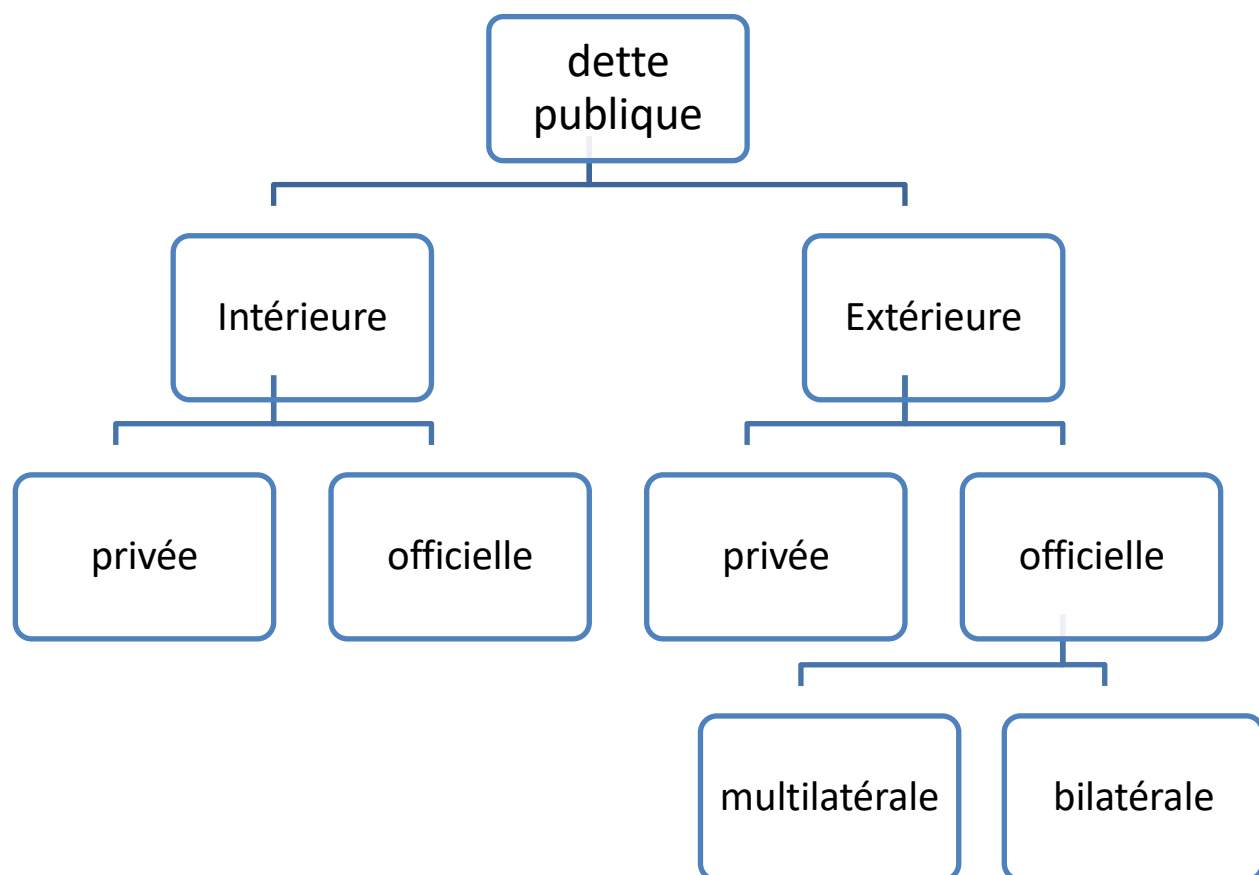 dette
publique
Intérieure
Extérieure
privée
officielle
privée
officielle
multilatérale
bilatérale